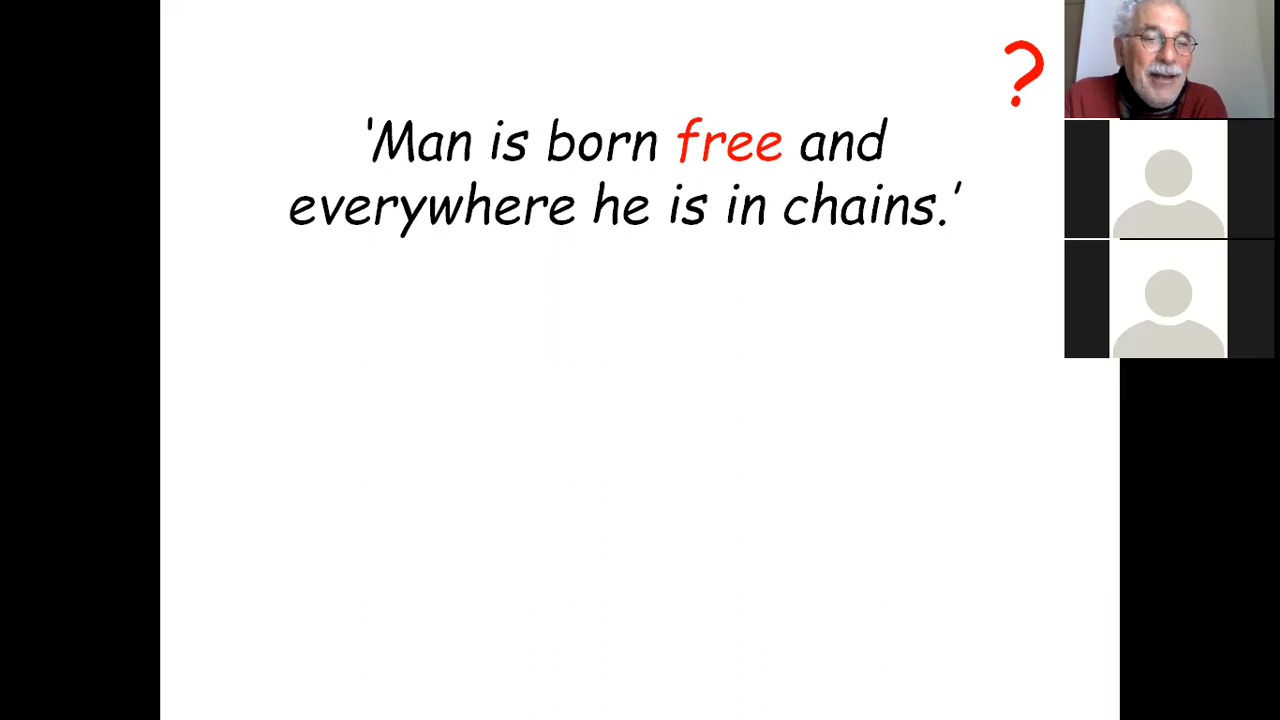 ?
‘Man is born free and
everywhere he is in chains.’